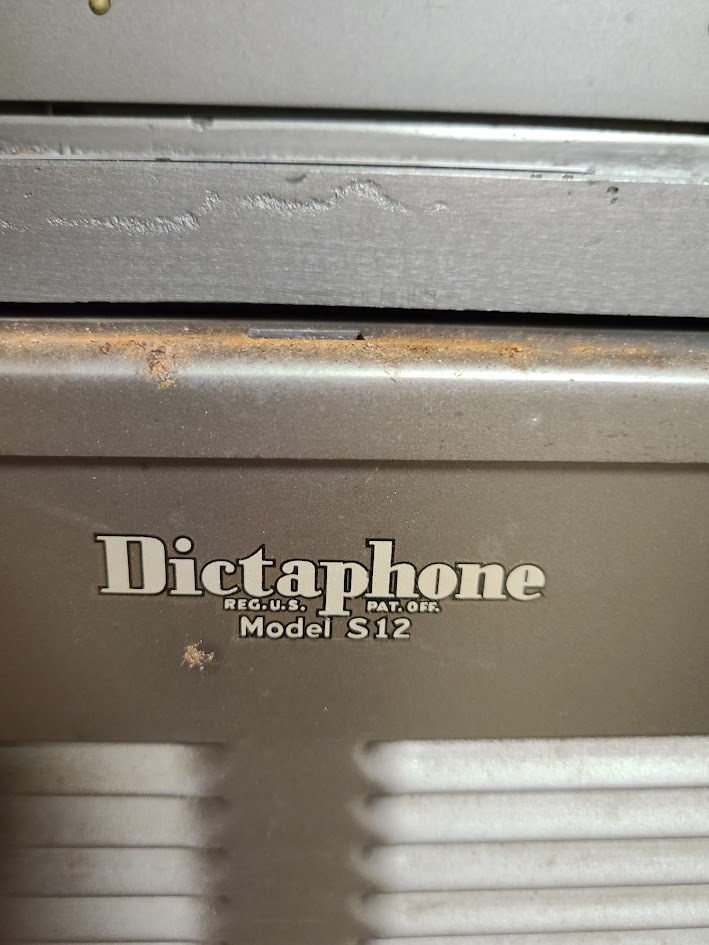 Dictaphone
REG. U.S. PAT. OFF.
Model S12